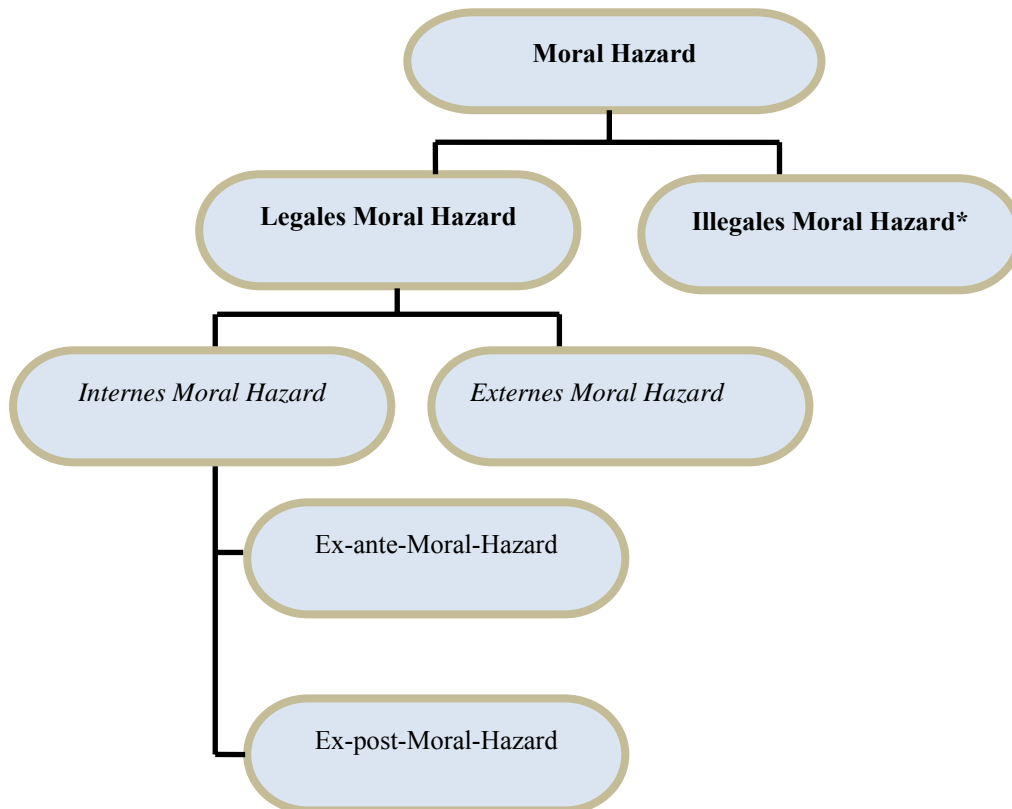 Moral Hazard
Legales Moral Hazard
Illegales Moral Hazard*
Internes Moral Hazard
Externes Moral Hazard
Ex-ante-Moral-Hazard
Ex-post-Moral-Hazard